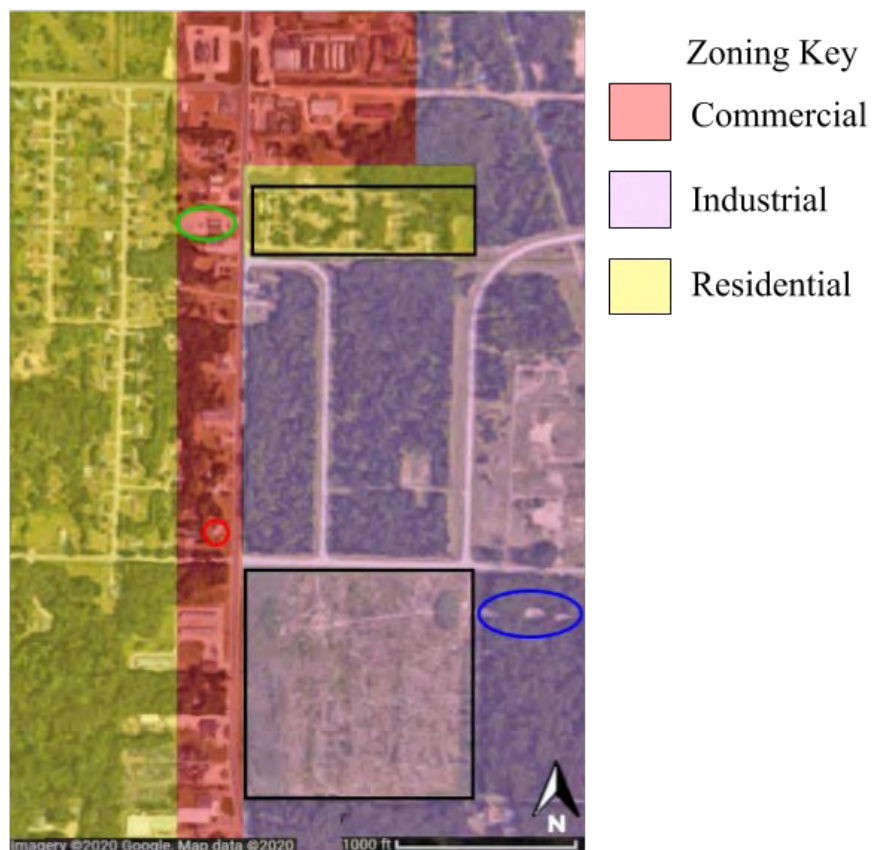 Zoning Key
Commercial
Industrial
Residential
N
Imagery ©2020 Google, Map data ©2020
1000 ft